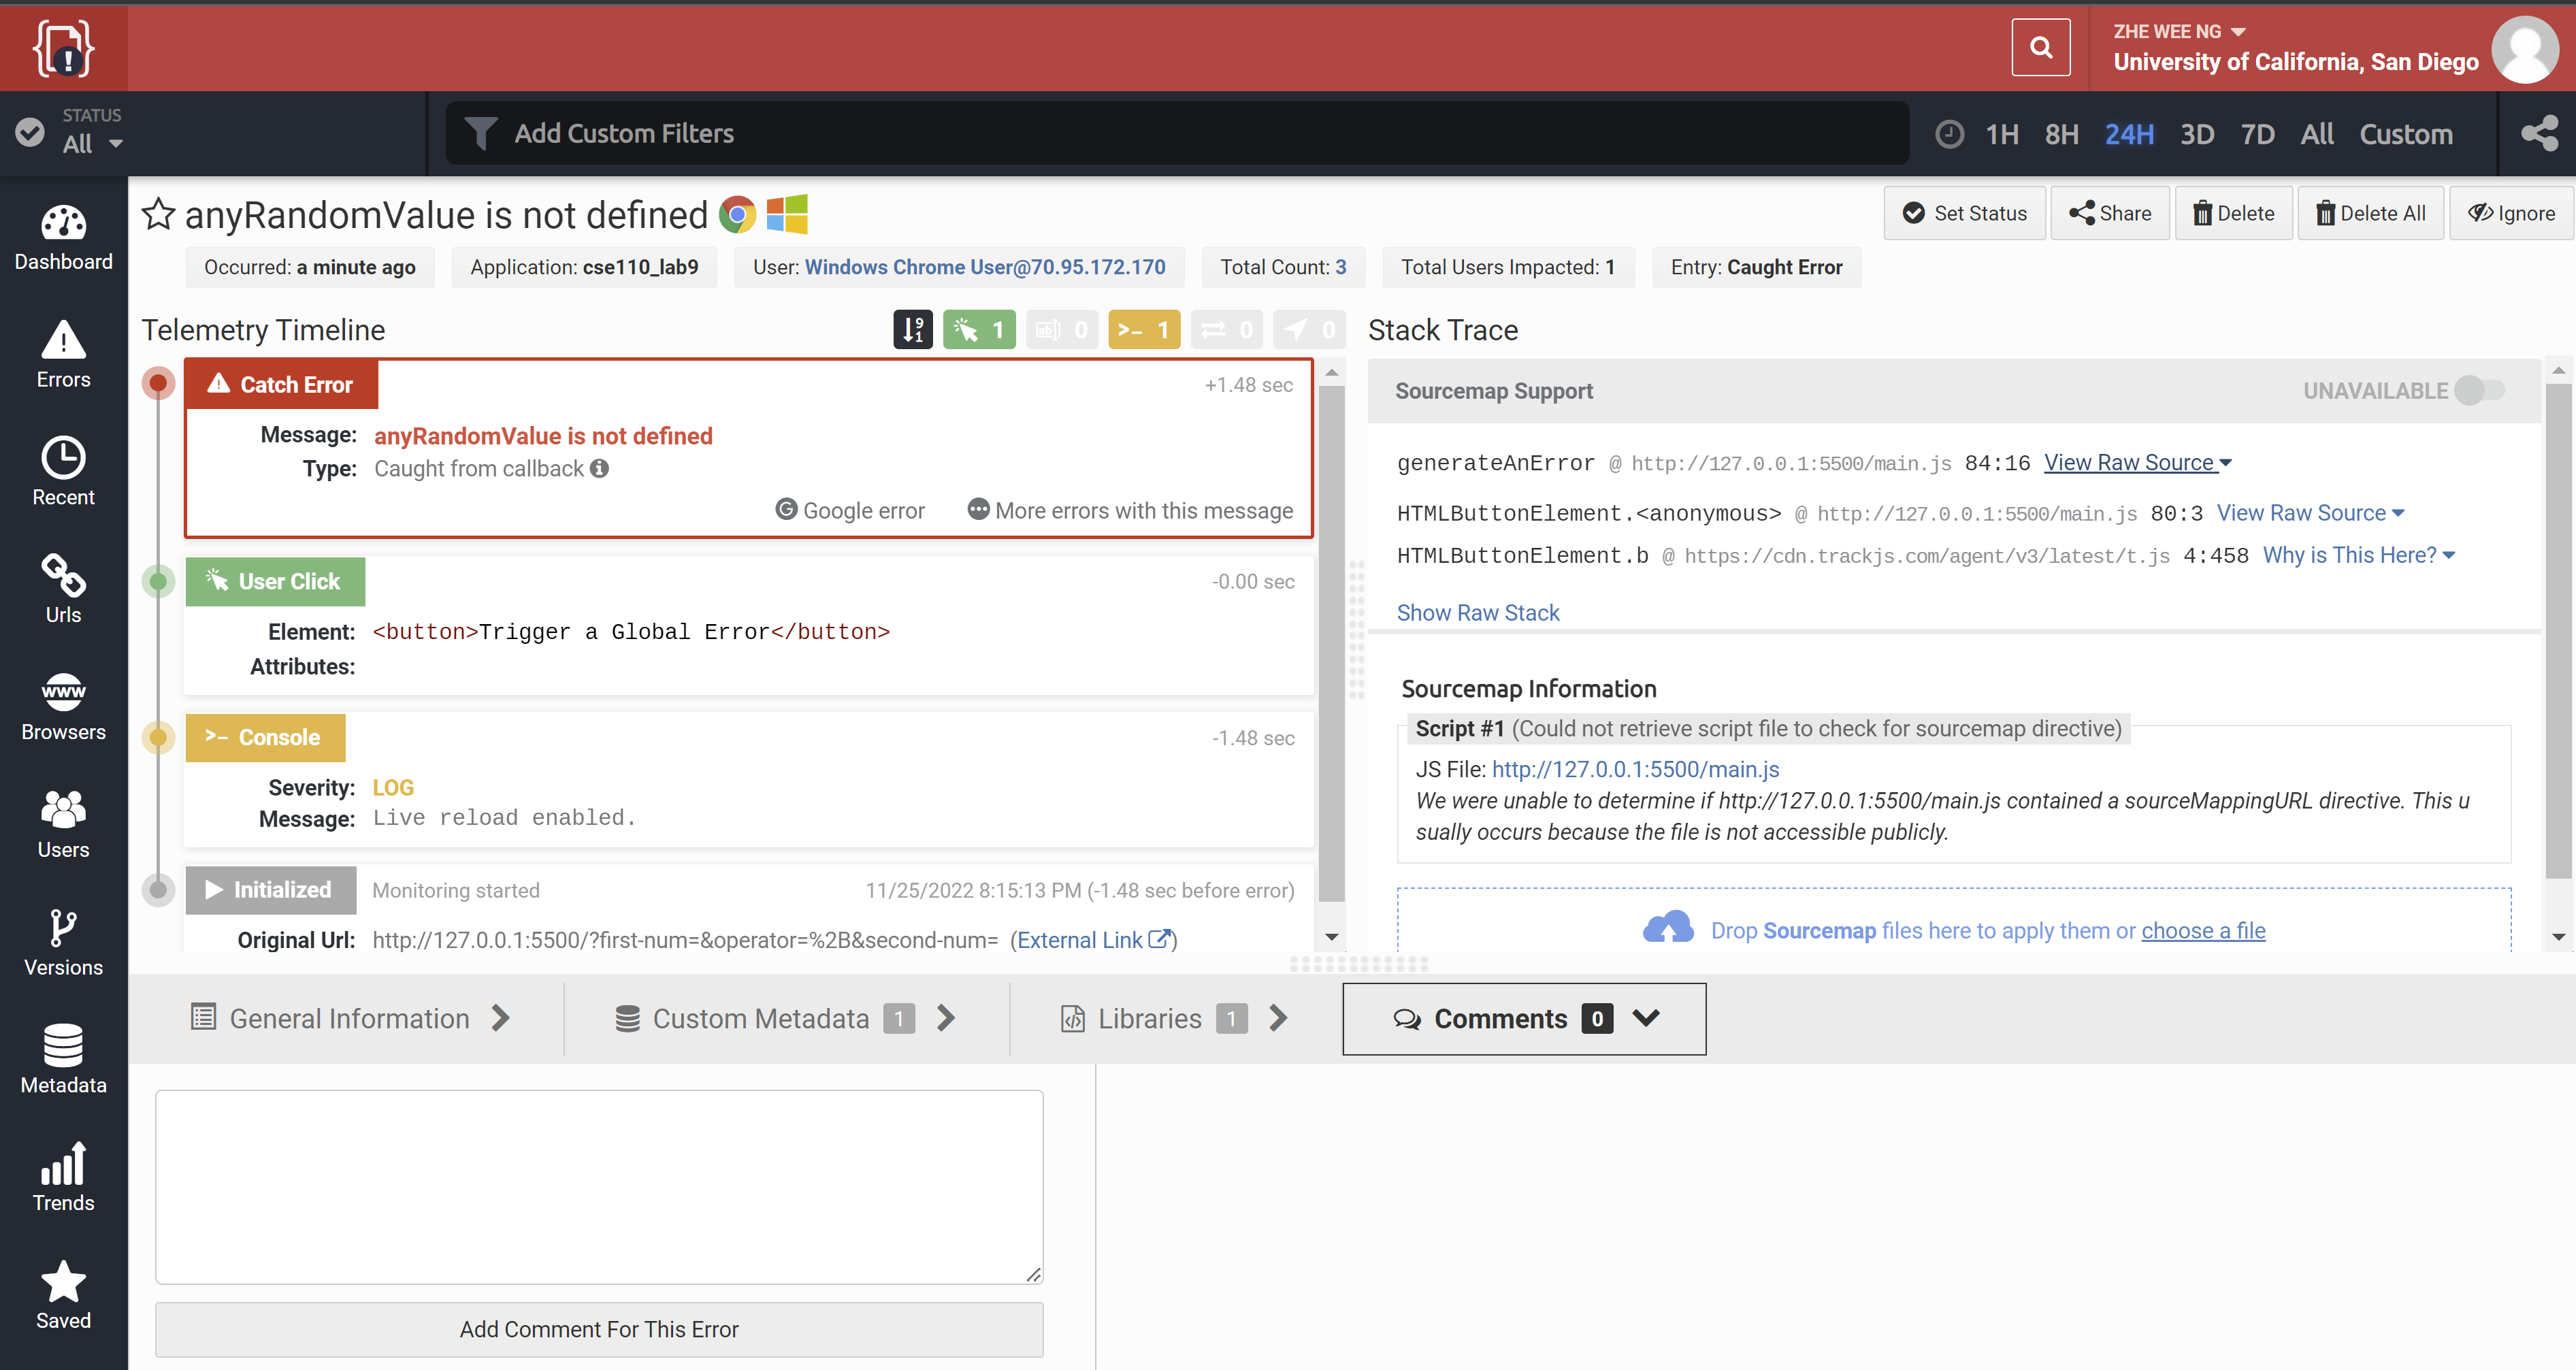 ZHE WEE NG
University of California, San Diego
STATUS
All
Add Custom Filters
1H 8H 24H 3D 7D All Custom
Dashboard
Errors
Recent
Urls
WWW
Browsers
Users
Versions
Metadata
Trends
Saved
anyRandomValue is not defined
Set Status Share Delete Delete All Ignore
Occurred: a minute ago Application: cse110_lab9 User: Windows Chrome User@70.95.172.170 Total Count: 3 Total Users Impacted: 1 Entry: Caught Error
Telemetry Timeline
9 1 1 ab 0 >- 1 0 0
Catch Error +1.48 sec
Message: anyRandomValue is not defined
Type: Caught from callback
Google error More errors with this message
User Click -0.00 sec
Element: <button>Trigger a Global Error</button>
Attributes:
>- Console -1.48 sec
Severity: LOG
Message: Live reload enabled.
Initialized Monitoring started 11/25/2022 8:15:13 PM (-1.48 sec before error)
Original Url: http://127.0.0.1:5500/?first-num=&operator=%2B&second-num= (External Link)
Stack Trace
Sourcemap Support UNAVAILABLE
generateAnError @ http://127.0.0.1:5500/main.js 84:16 View Raw Source
HTMLButtonElement.<anonymous> @ http://127.0.0.1:5500/main.js 80:3 View Raw Source
HTMLButtonElement.b @ https://cdn.trackjs.com/agent/v3/latest/t.js 4:458 Why is This Here?
Show Raw Stack
Sourcemap Information
Script #1 (Could not retrieve script file to check for sourcemap directive)
JS File: http://127.0.0.1:5500/main.js
We were unable to determine if http://127.0.0.1:5500/main.js contained a sourceMappingURL directive. This u
sually occurs because the file is not accessible publicly.
Drop Sourcemap files here to apply them or choose a file
General Information Custom Metadata 1 Libraries 1 Comments 0
Add Comment For This Error